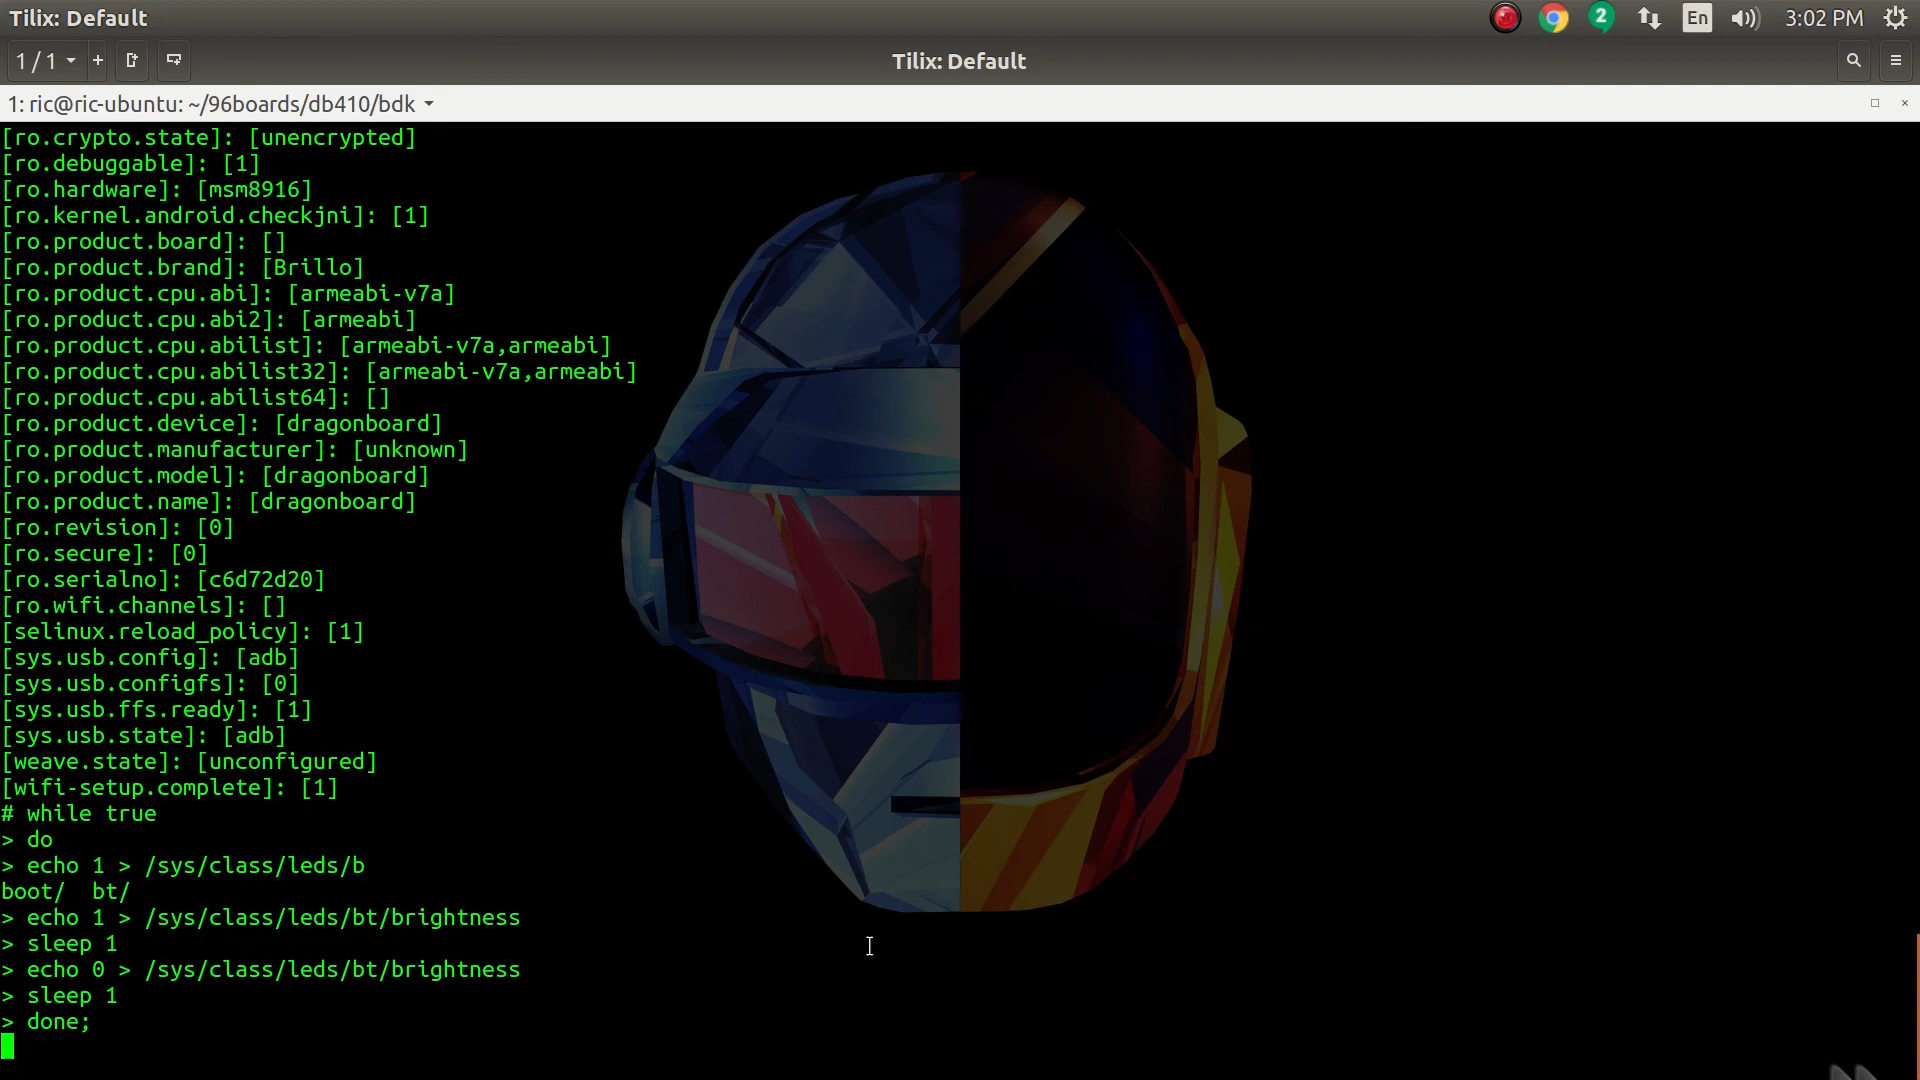 Tilix: Default
2 En 3:02 PM
1 / 1 + Tilix: Default
1: ric@ric-ubuntu: ~/96boards/db410/bdk
[ro.crypto.state]: [unencrypted]
[ro.debuggable]: [1]
[ro.hardware]: [msm8916]
[ro.kernel.android.checkjni]: [1]
[ro.product.board]: []
[ro.product.brand]: [Brillo]
[ro.product.cpu.abi]: [armeabi-v7a]
[ro.product.cpu.abi2]: [armeabi]
[ro.product.cpu.abilist]: [armeabi-v7a,armeabi]
[ro.product.cpu.abilist32]: [armeabi-v7a,armeabi]
[ro.product.cpu.abilist64]: []
[ro.product.device]: [dragonboard]
[ro.product.manufacturer]: [unknown]
[ro.product.model]: [dragonboard]
[ro.product.name]: [dragonboard]
[ro.revision]: [0]
[ro.secure]: [0]
[ro.serialno]: [c6d72d20]
[ro.wifi.channels]: []
[selinux.reload_policy]: [1]
[sys.usb.config]: [adb]
[sys.usb.configfs]: [0]
[sys.usb.ffs.ready]: [1]
[sys.usb.state]: [adb]
[weave.state]: [unconfigured]
[wifi-setup.complete]: [1]
# while true
> do
> echo 1 > /sys/class/leds/b
boot/  bt/
> echo 1 > /sys/class/leds/bt/brightness
> sleep 1
> echo 0 > /sys/class/leds/bt/brightness
> sleep 1
> done;